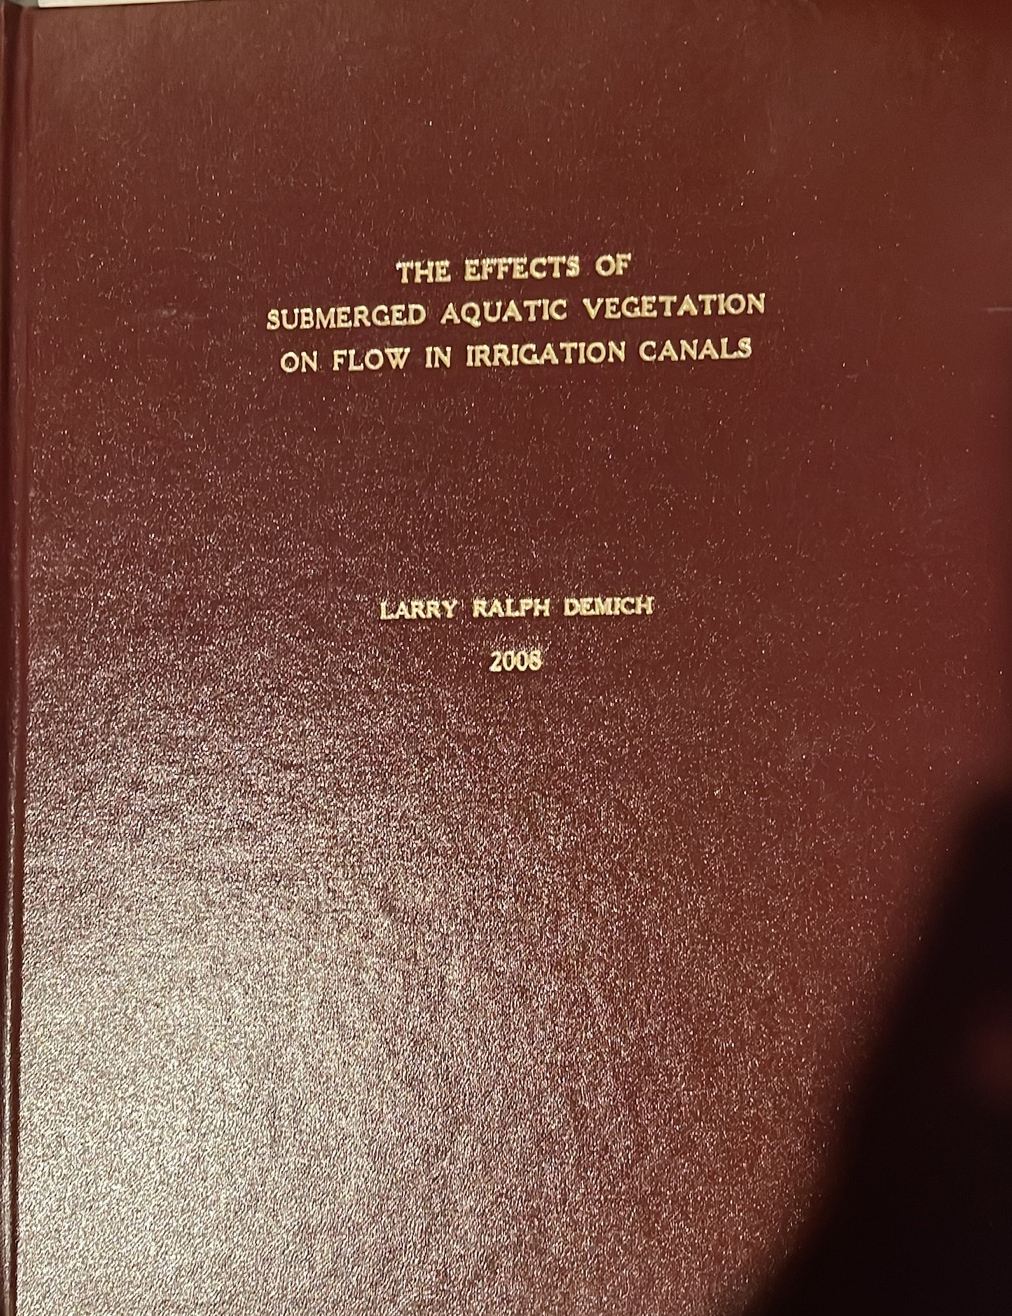 THE EFFECTS OF
SUBMERGED AQUATIC VEGETATION
ON FLOW IN IRRIGATION CANALS
LARRY RALPH DEMICH
2008